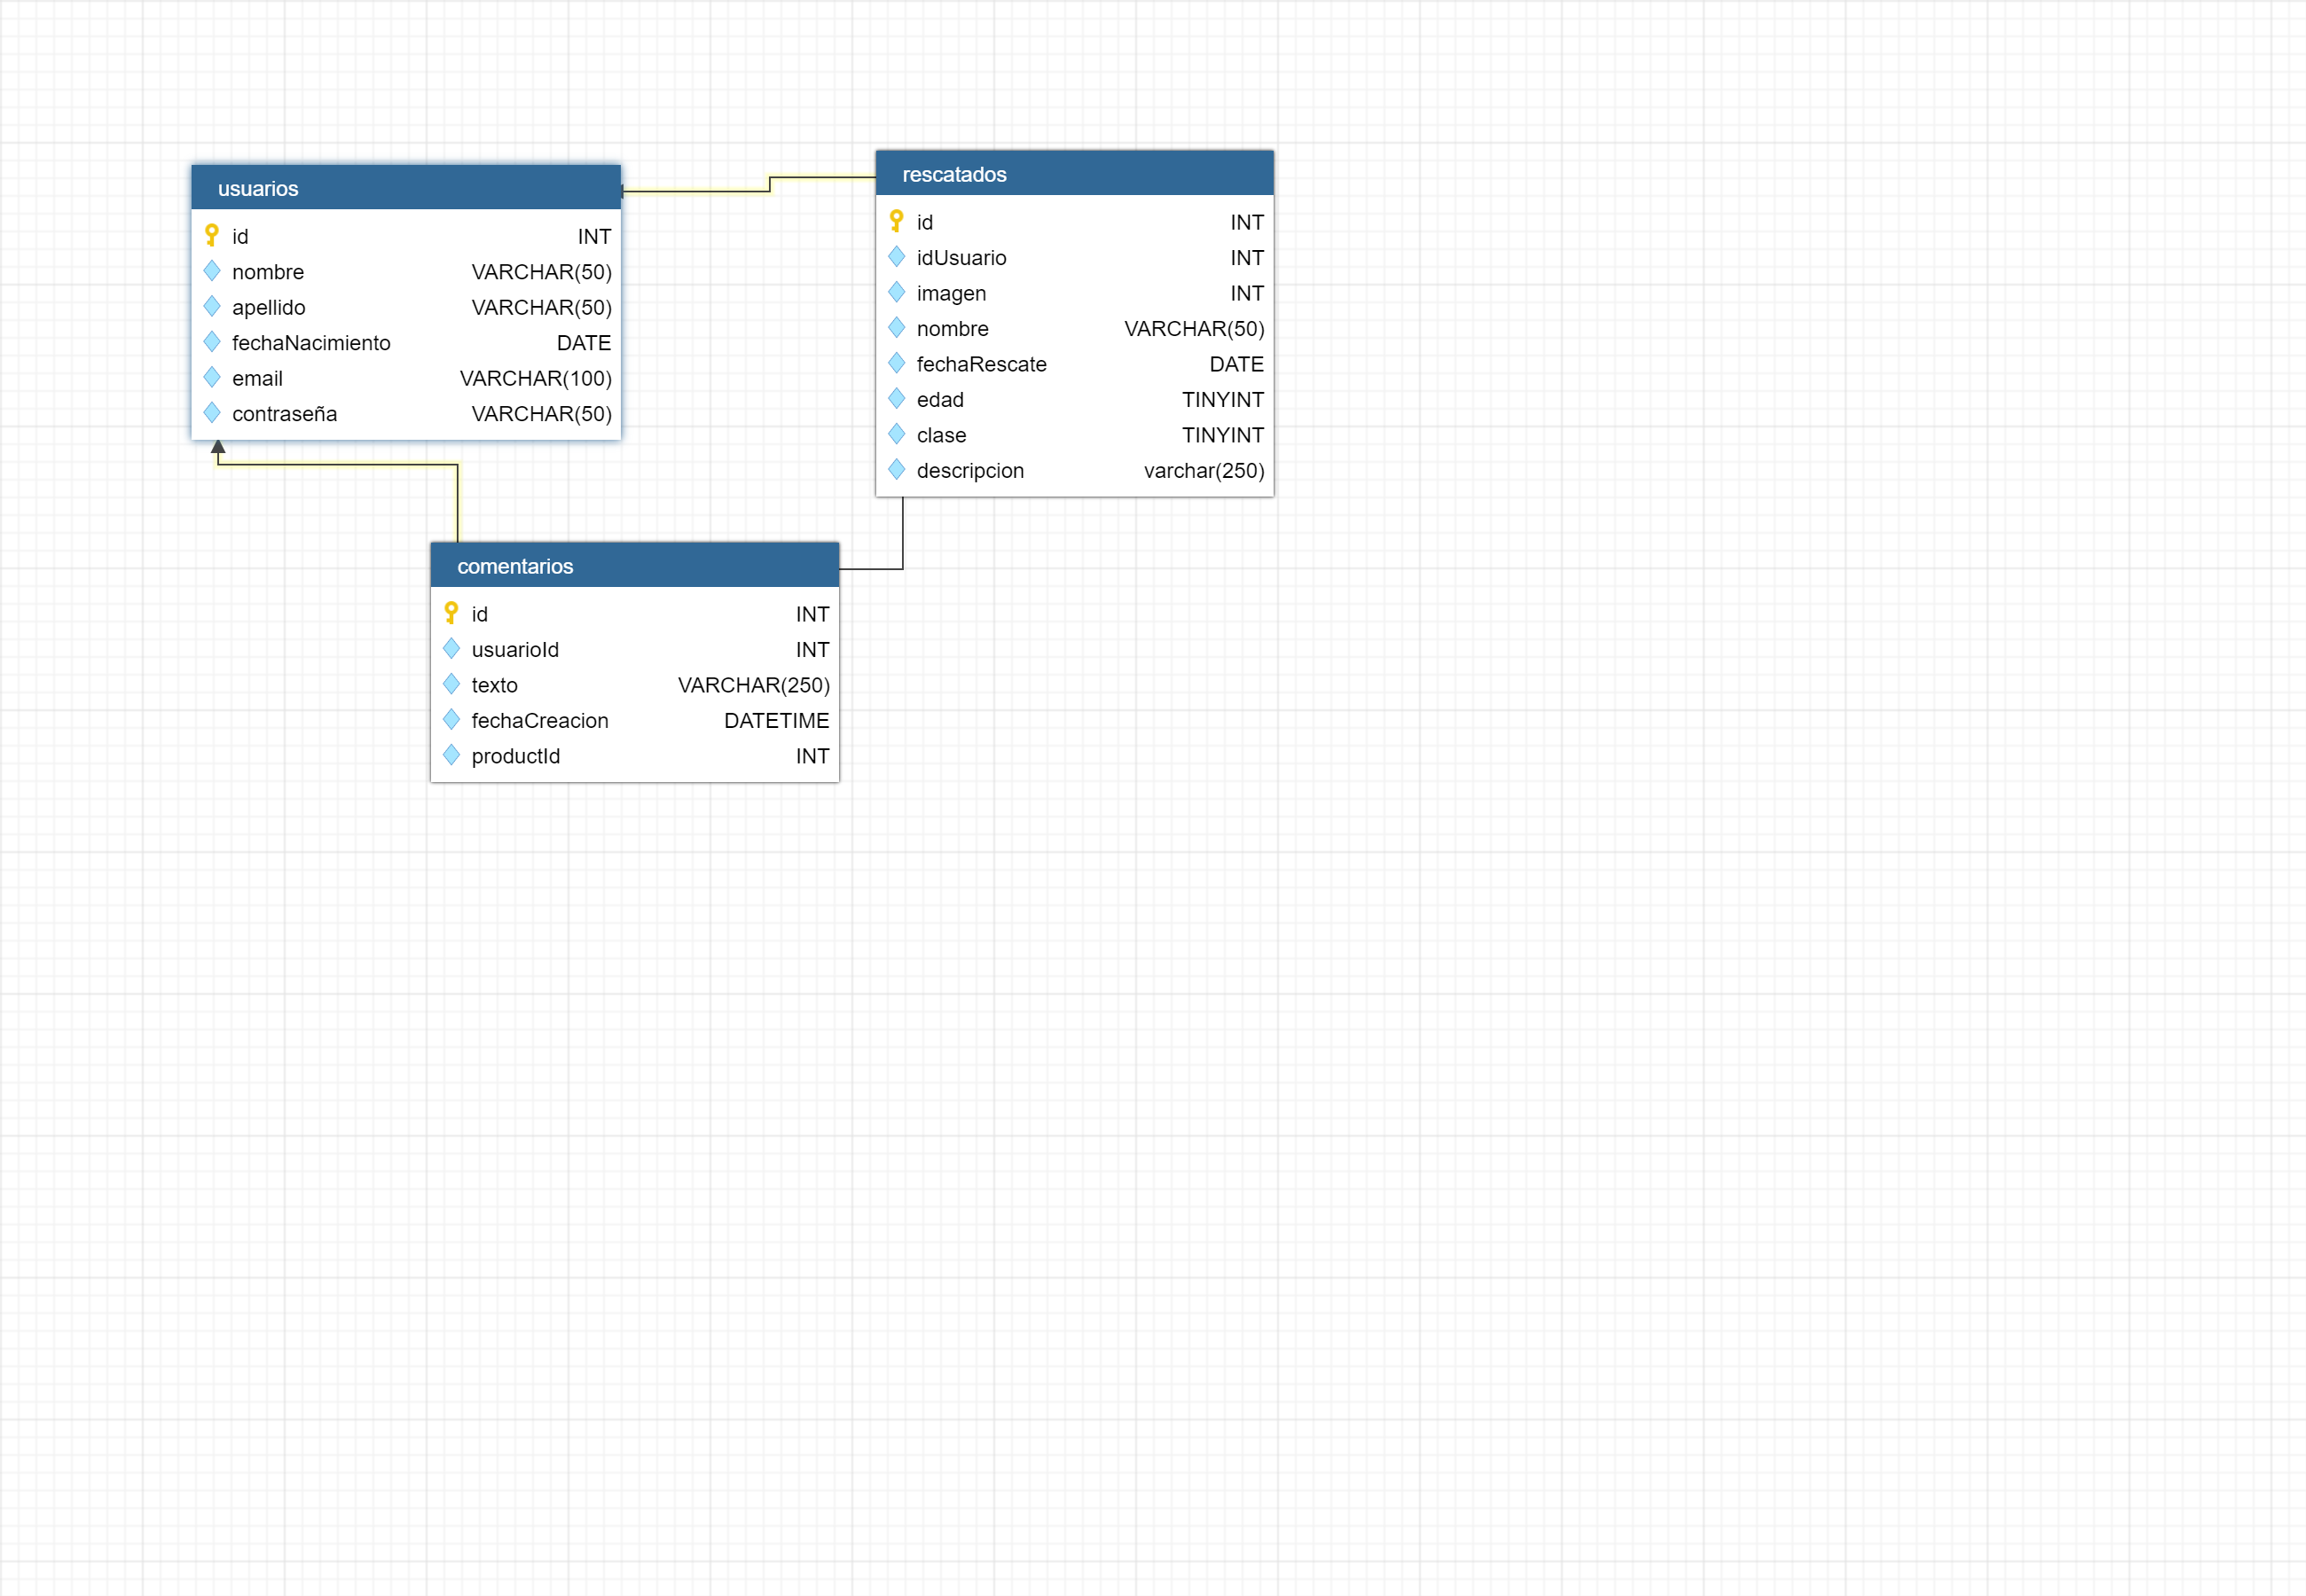 usuarios
id INT
nombre VARCHAR(50)
apellido VARCHAR(50)
fechaNacimiento DATE
email VARCHAR(100)
contraseña VARCHAR(50)
rescatados
id INT
idUsuario INT
imagen INT
nombre VARCHAR(50)
fechaRescate DATE
edad TINYINT
clase TINYINT
descripcion varchar(250)
comentarios
id INT
usuarioId INT
texto VARCHAR(250)
fechaCreacion DATETIME
productId INT